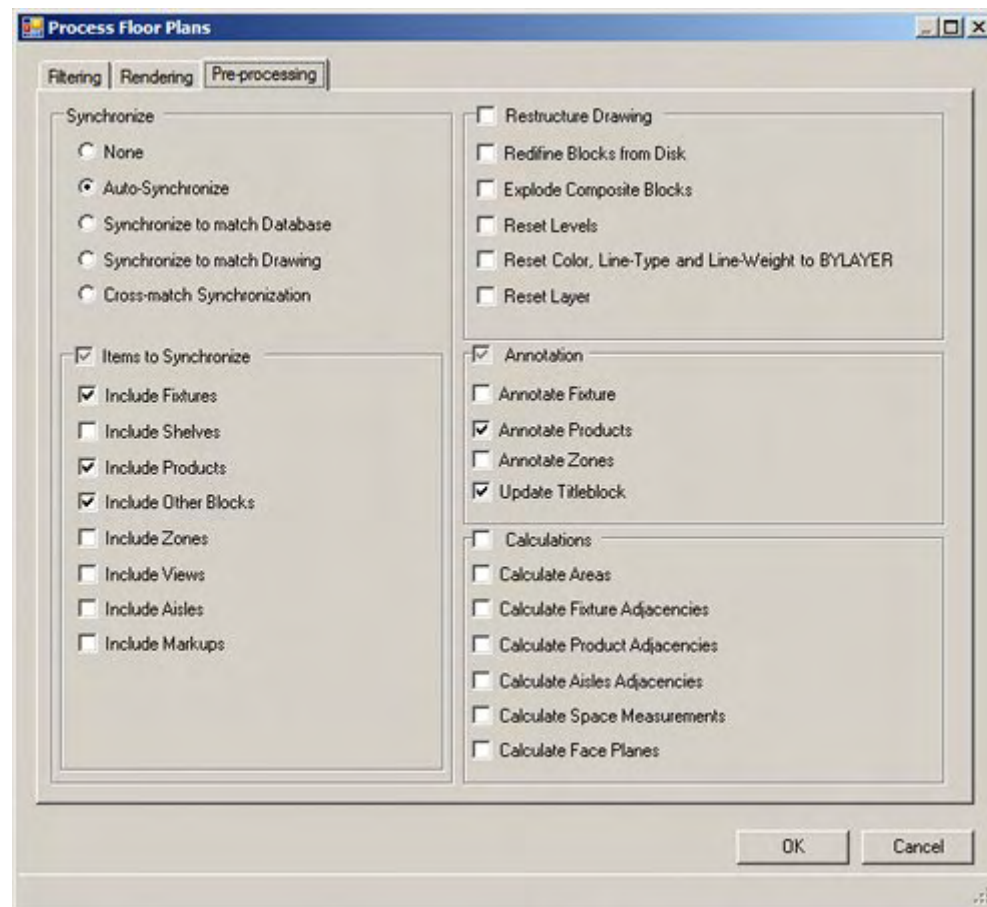 Process Floor Plans
Filtering
Rendering
Pre-processing
Synchronize
None
Auto-Synchronize
Synchronize to match Database
Synchronize to match Drawing
Cross-match Synchronization
Items to Synchronize
Include Fixtures
Include Shelves
Include Products
Include Other Blocks
Include Zones
Include Views
Include Aisles
Include Markups
Restructure Drawing
Redifine Blocks from Disk
Explode Composite Blocks
Reset Levels
Reset Color, Line-Type and Line-Weight to BYLAYER
Reset Layer
Annotation
Annotate Fixture
Annotate Products
Annotate Zones
Update Titleblock
Calculations
Calculate Areas
Calculate Fixture Adjacencies
Calculate Product Adjacencies
Calculate Aisles Adjacencies
Calculate Space Measurements
Calculate Face Planes
OK
Cancel